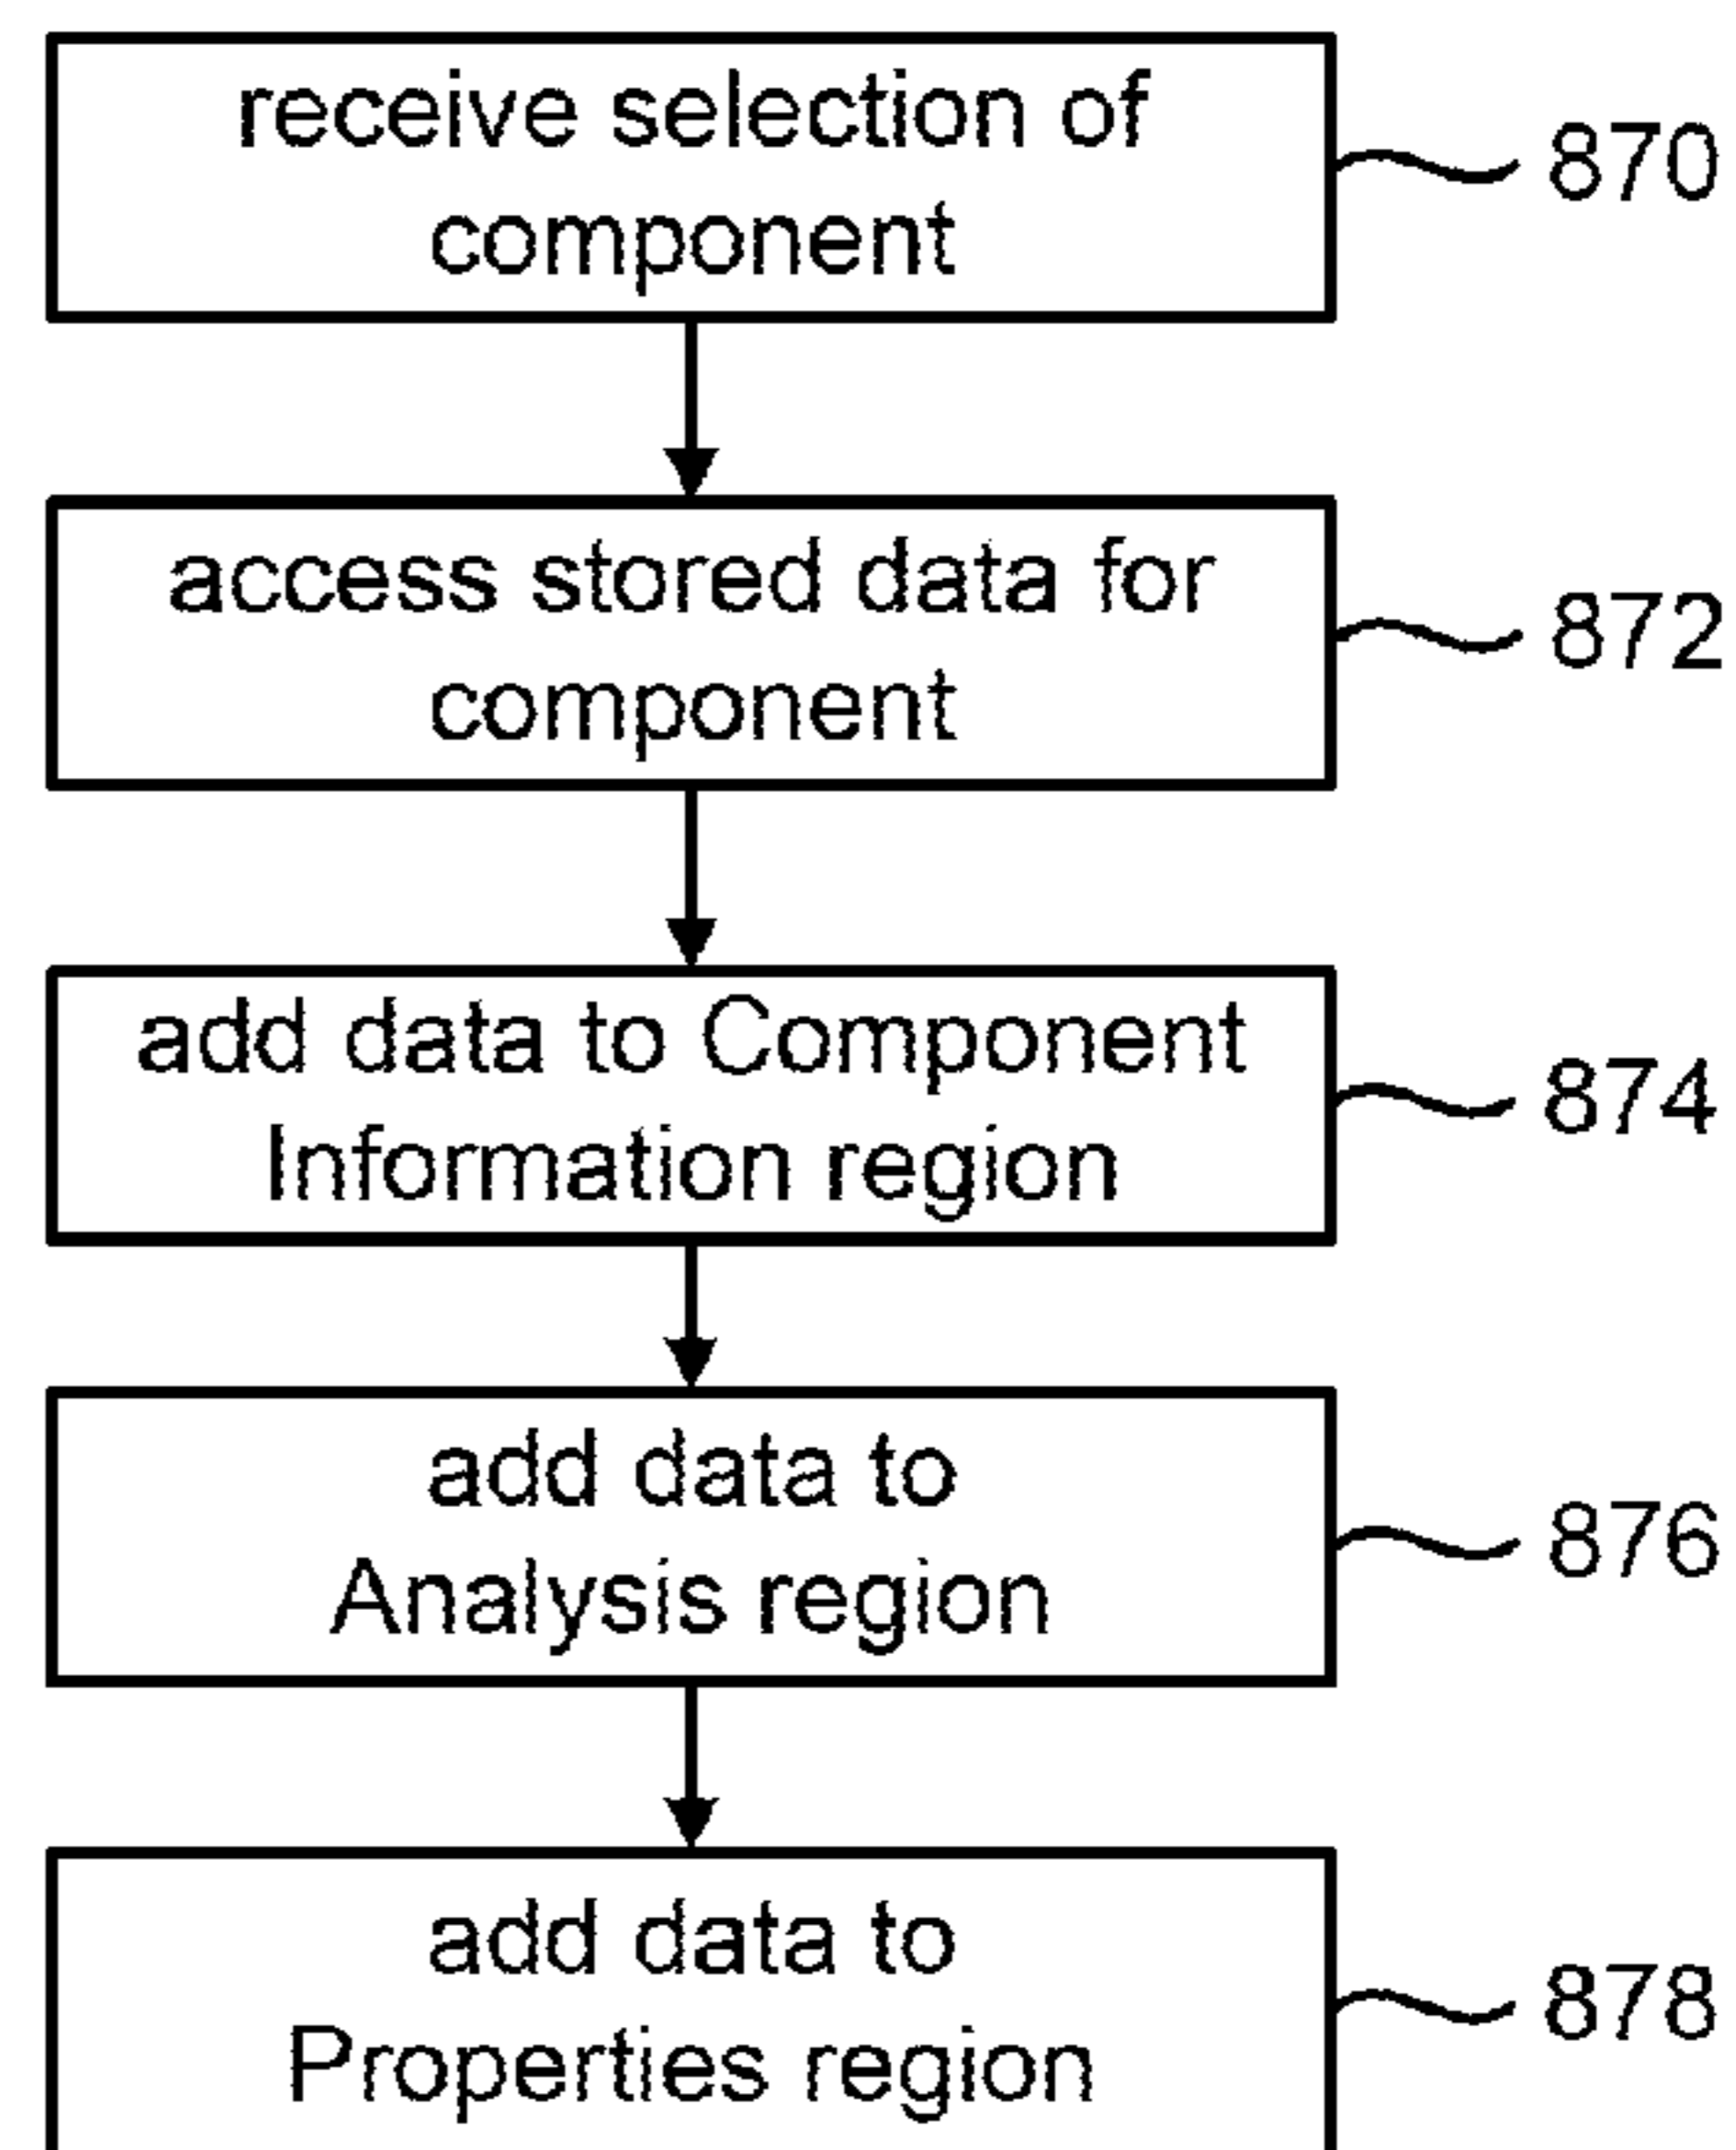 receive selection of
component
870
access stored data for
component
872
add data to Component
Information region
874
add data to
Analysis region
876
add data to
Properties region
878